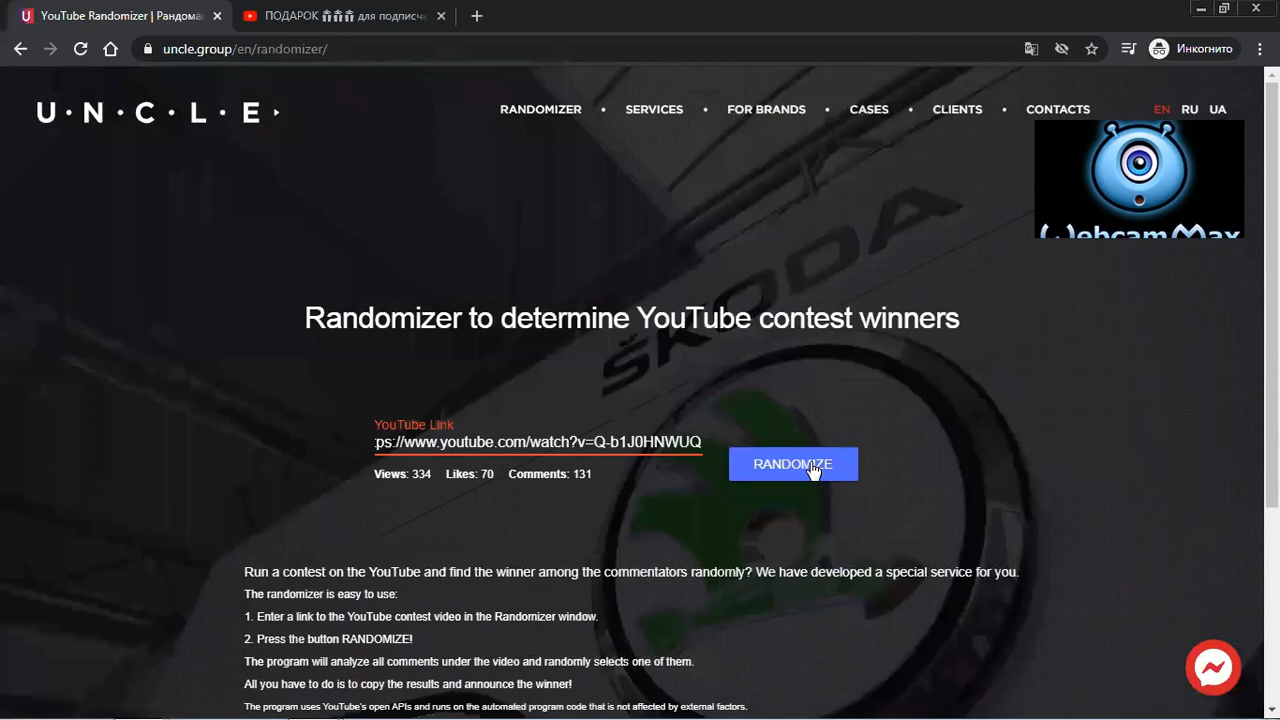 YouTube Randomizer | Рандома
ПОДАРОК для подписч
uncle.group/en/randomizer/
Инкогнито
U·N·C·L·E
RANDOMIZER • SERVICES • FOR BRANDS • CASES • CLIENTS • CONTACTS
EN RU UA
WebcamMax
ŠKODA
Randomizer to determine YouTube contest winners
YouTube Link
ps://www.youtube.com/watch?v=Q-b1J0HNWUQ
RANDOMIZE
Views: 334 Likes: 70 Comments: 131
Run a contest on the YouTube and find the winner among the commentators randomly? We have developed a special service for you.
The randomizer is easy to use:
1. Enter a link to the YouTube contest video in the Randomizer window.
2. Press the button RANDOMIZE!
The program will analyze all comments under the video and randomly selects one of them.
All you have to do is to copy the results and announce the winner!
The program uses YouTube's open APIs and runs on the automated program code that is not affected by external factors.